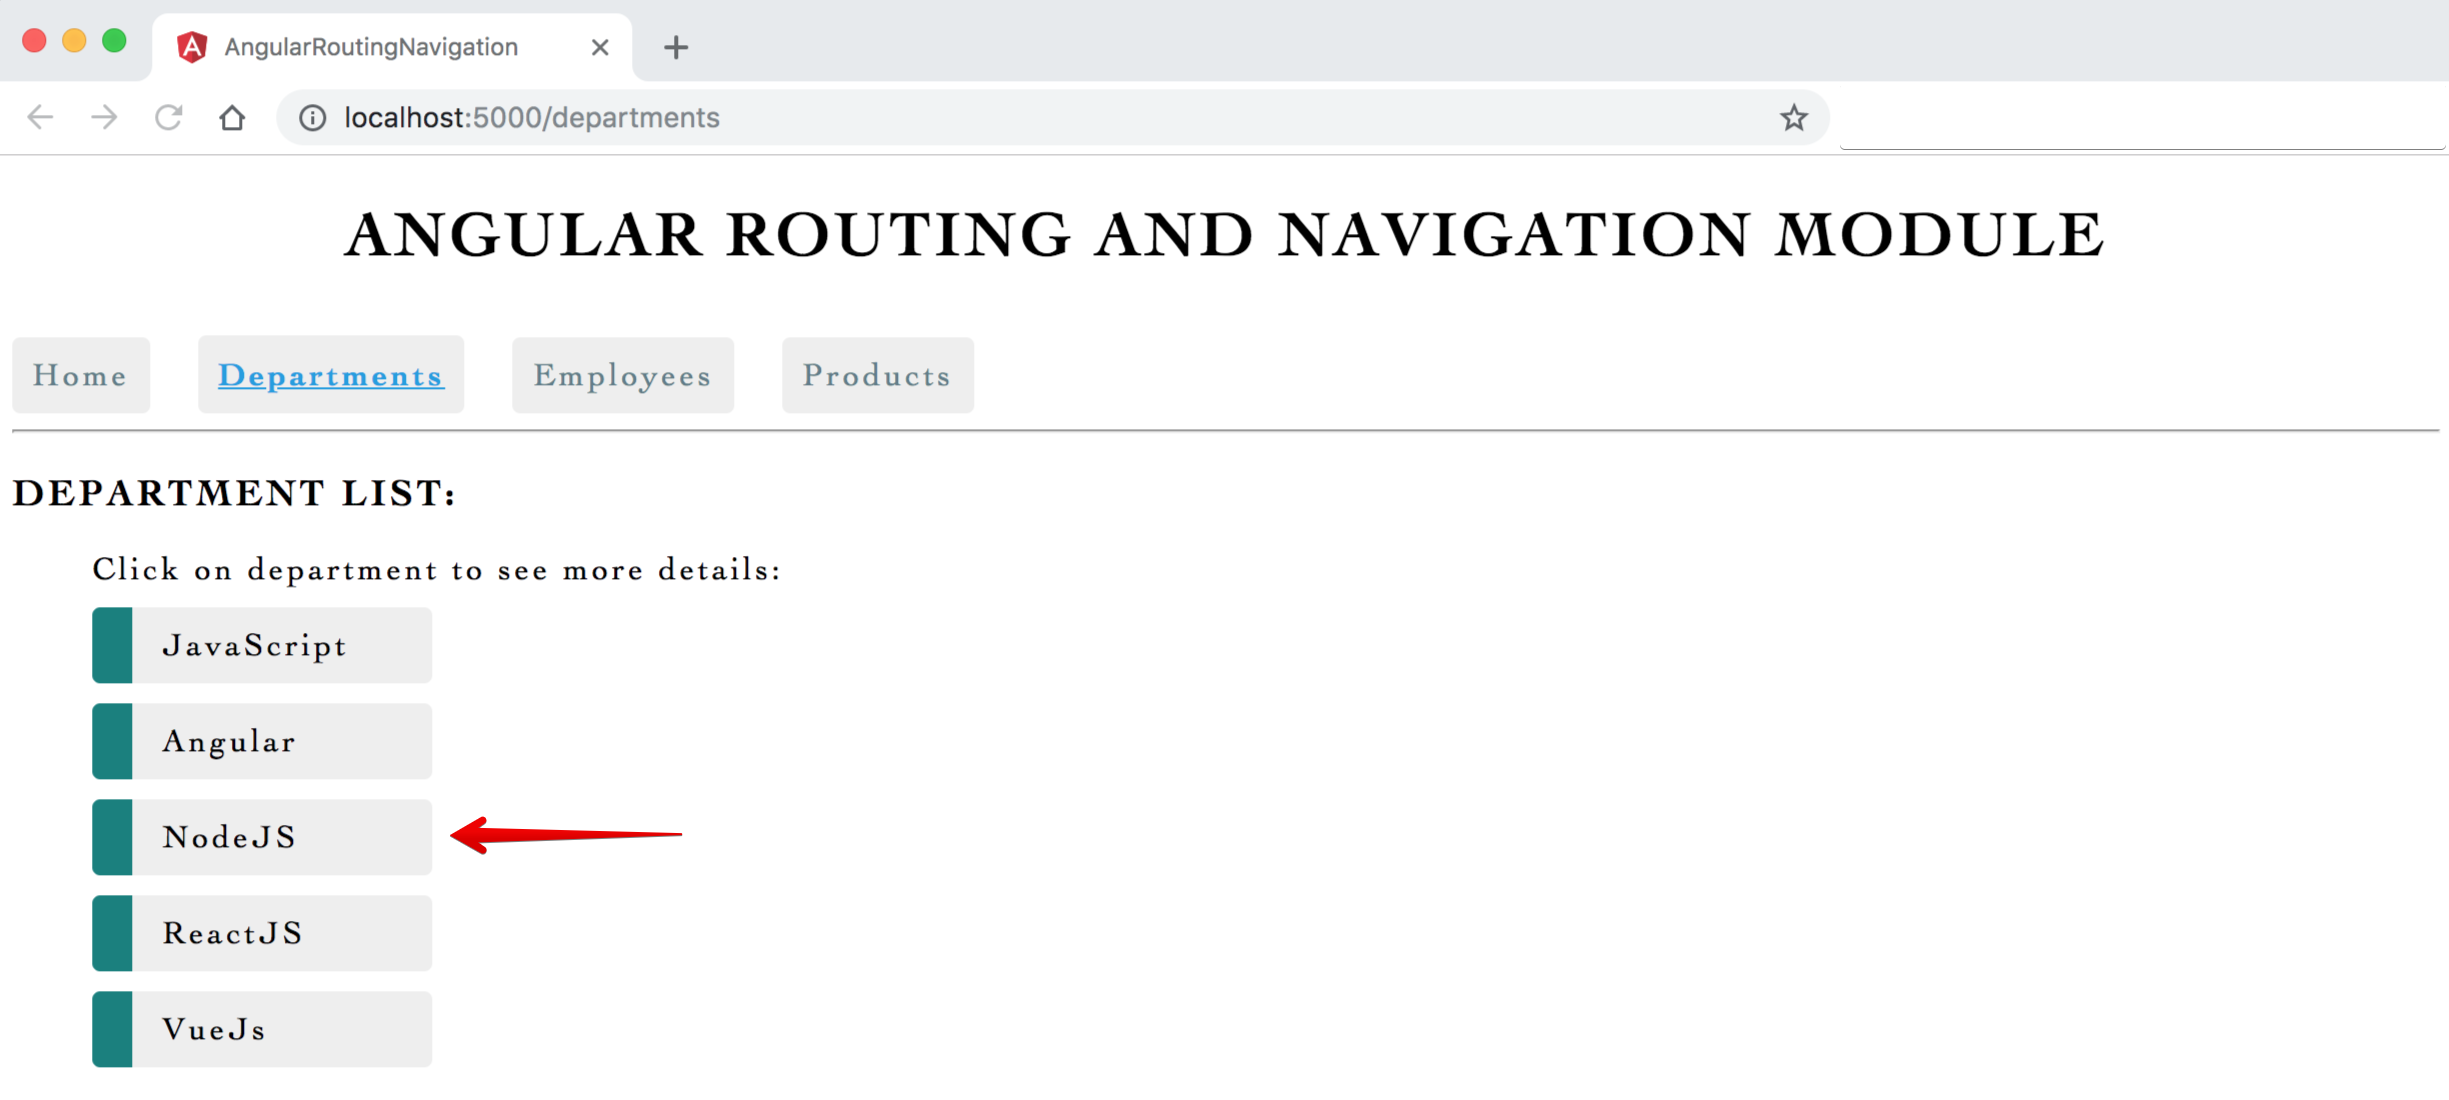 AngularRoutingNavigation
localhost:5000/departments
ANGULAR ROUTING AND NAVIGATION MODULE
Home Departments Employees Products
DEPARTMENT LIST:
Click on department to see more details:
JavaScript
Angular
NodeJS
ReactJS
VueJs